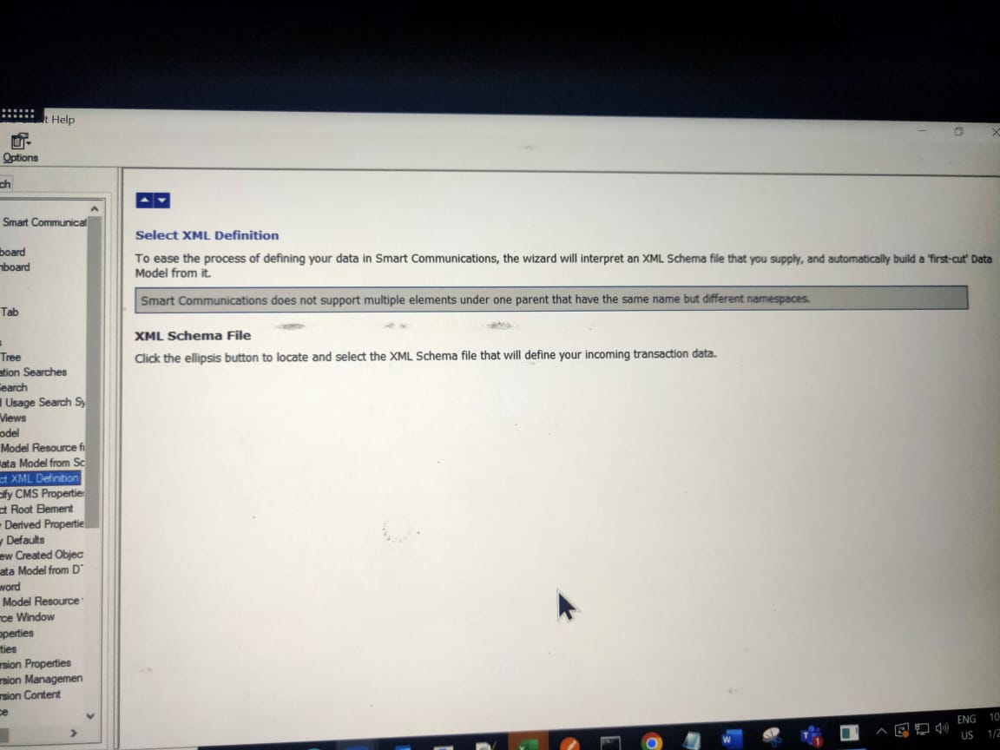 t Help
Options
ch
Smart Communicat
board
nboard
Tab
Tree
ation Searches
Search
l Usage Search Sy
Views
odel
Model Resource f
ata Model from Sc
ct XML Definition
cify CMS Propertie
ct Root Element
Derived Propertie
y Defaults
ew Created Objec
ata Model from D
word
Model Resource
rce Window
operties
ties
rsion Properties
rsion Managemen
rsion Content
ce
Select XML Definition
To ease the process of defining your data in Smart Communications, the wizard will interpret an XML Schema file that you supply, and automatically build a 'first-cut' Data
Model from it.
Smart Communications does not support multiple elements under one parent that have the same name but different namespaces.
XML Schema File
Click the ellipsis button to locate and select the XML Schema file that will define your incoming transaction data.
ENG
US
10
1/2